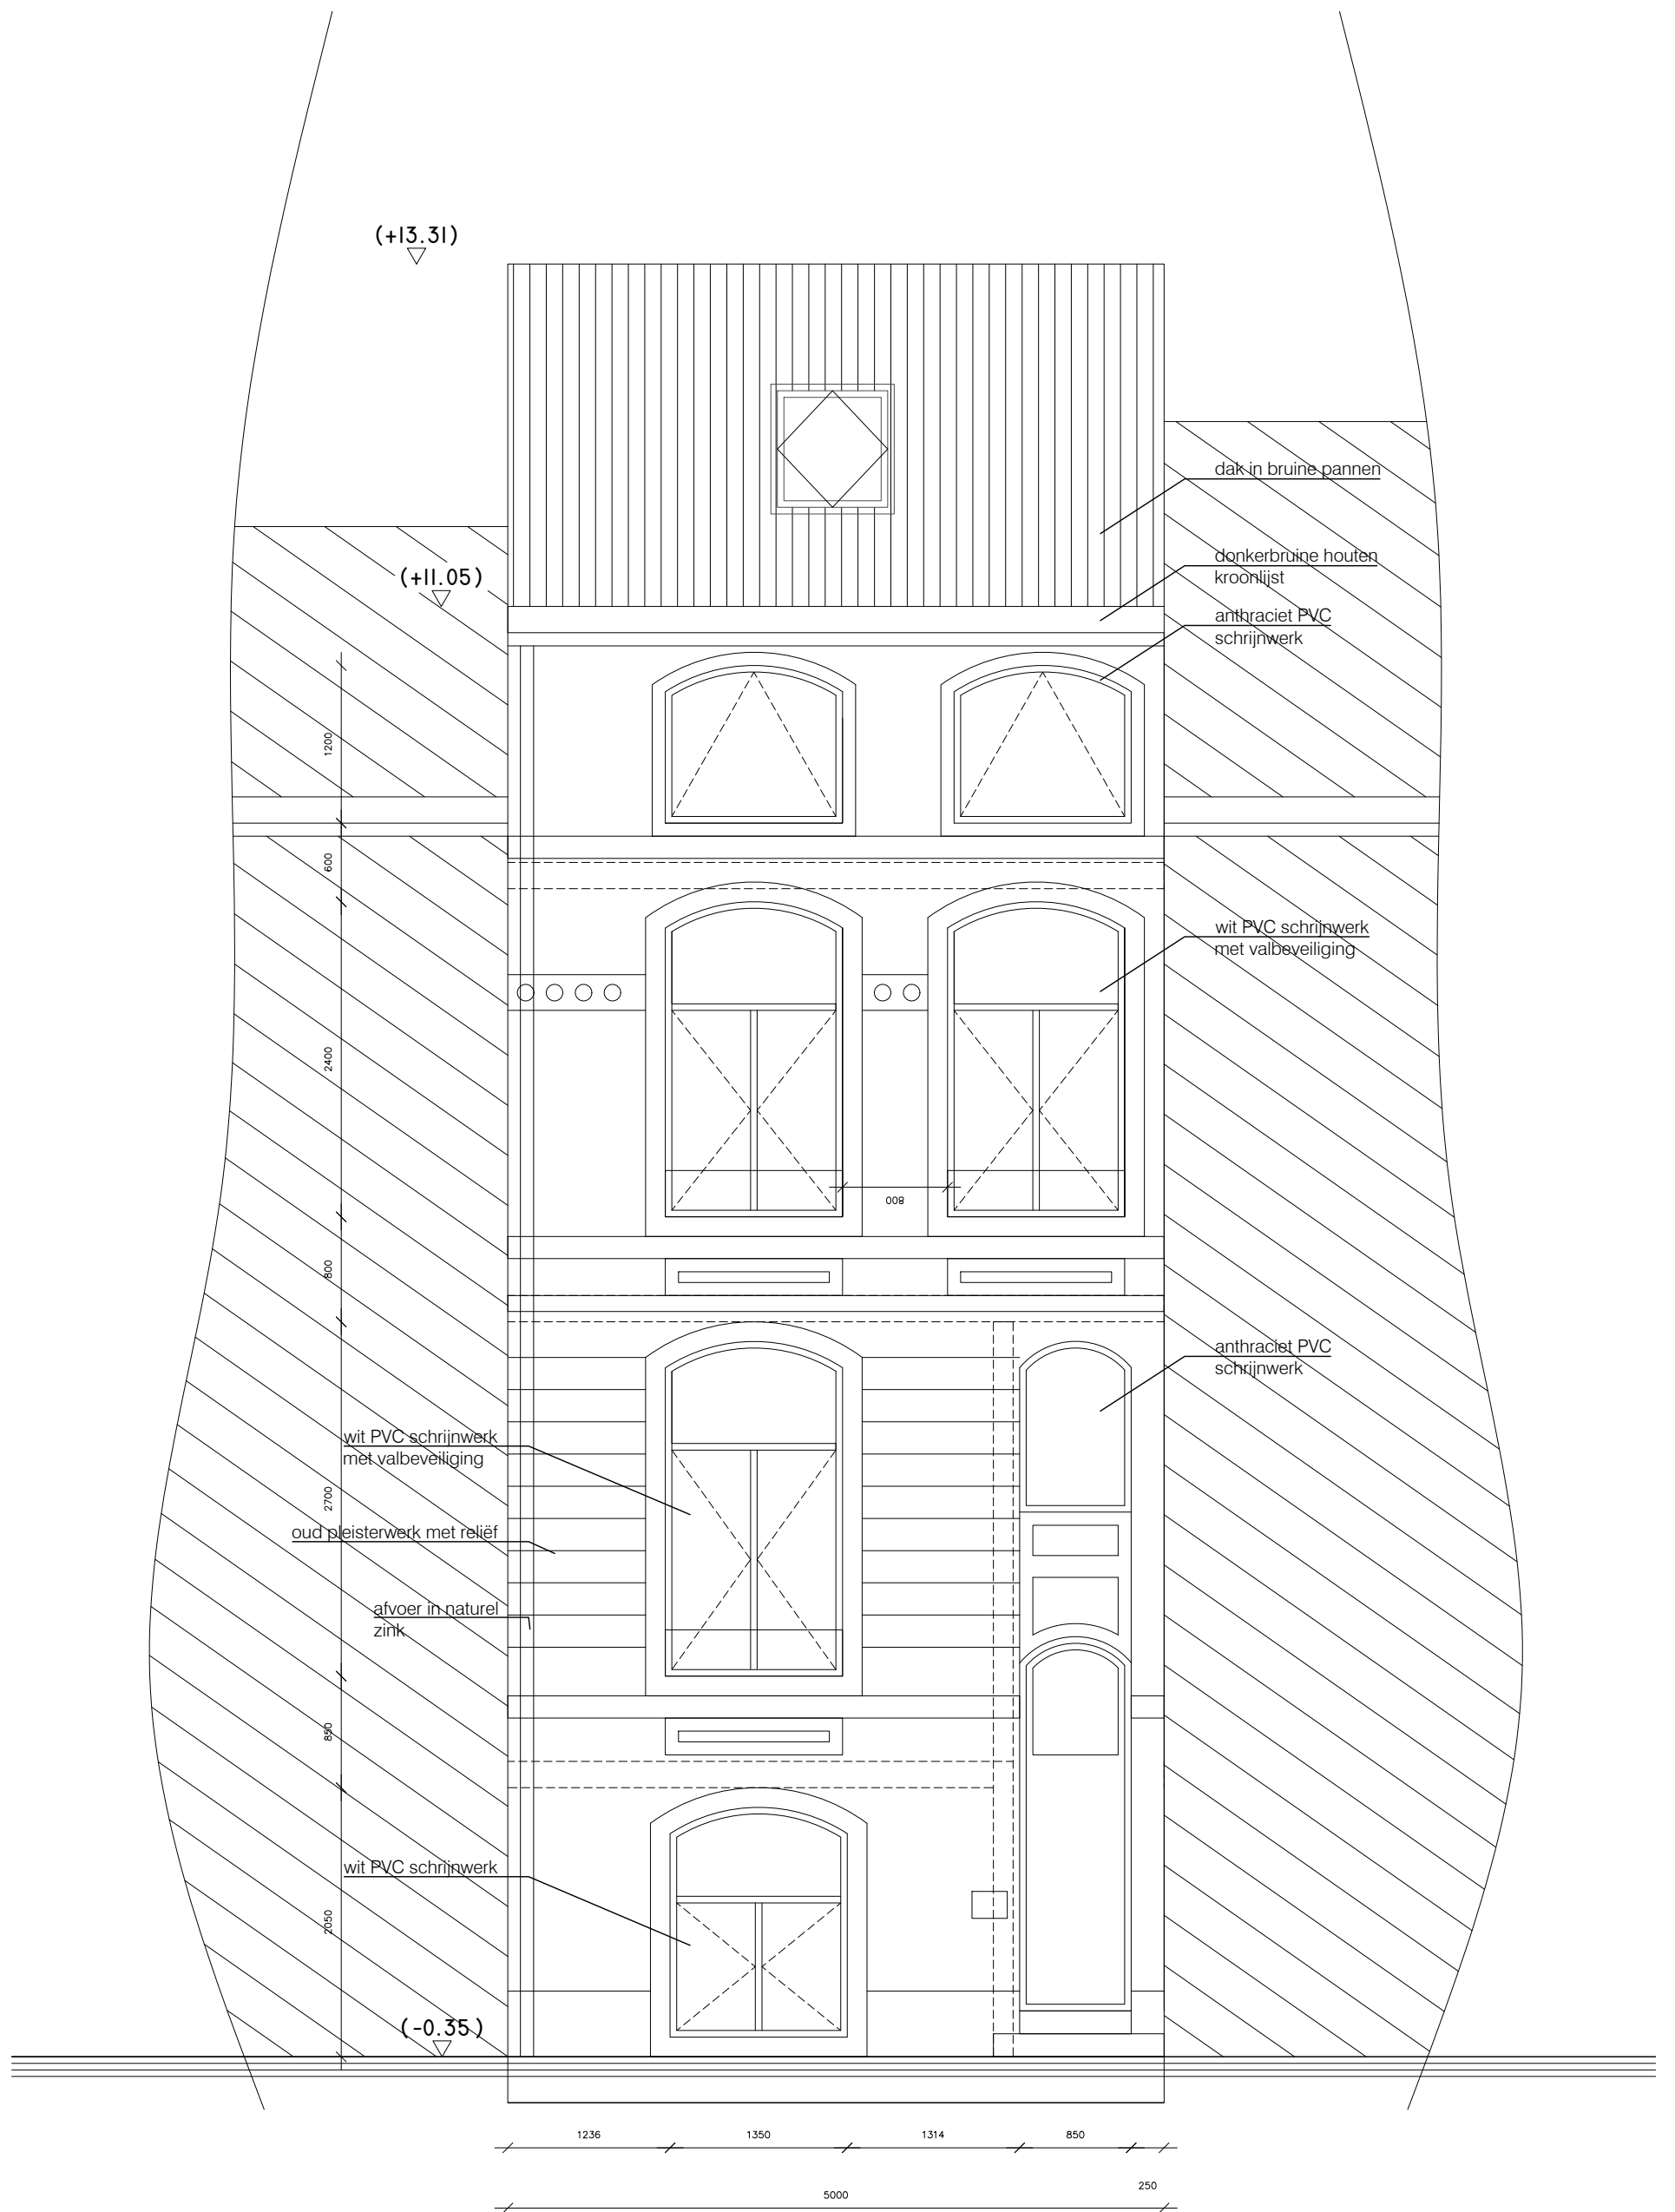 (+13.31)
dak in bruine pannen
donkerbruine houten
kroonlijst
(+11.05)
anthraciet PVC
schrijnwerk
1200
600
wit PVC schrijnwerk
met valbeveiliging
2400
800
800
anthraciet PVC
schrijnwerk
wit PVC schrijnwerk
met valbeveiliging
2700
oud pleisterwerk met reliëf
afvoer in naturel
zink
850
wit PVC schrijnwerk
2050
(-0.35)
1236 1350 1314 850
250
5000